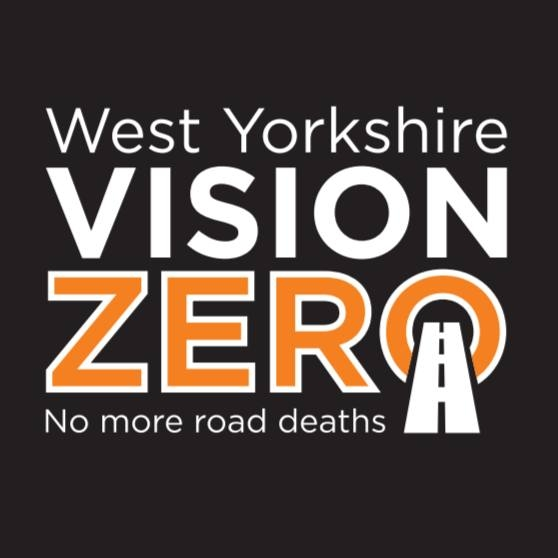 West Yorkshire
VISION
ZERO
No more road deaths